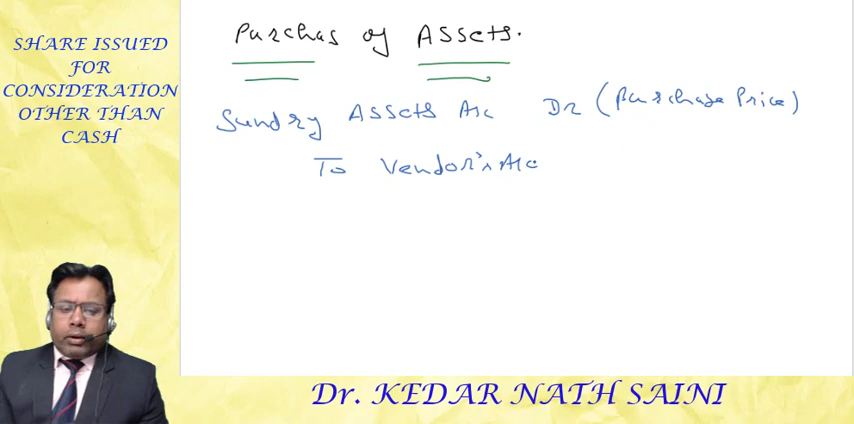 SHARE ISSUED
FOR
CONSIDERATION
OTHER THAN
CASH
Purchas of Assets.
Sundry Assets A/c Dr (Purchase Price)
To Vendor's A/c
Dr. KEDAR NATH SAINI